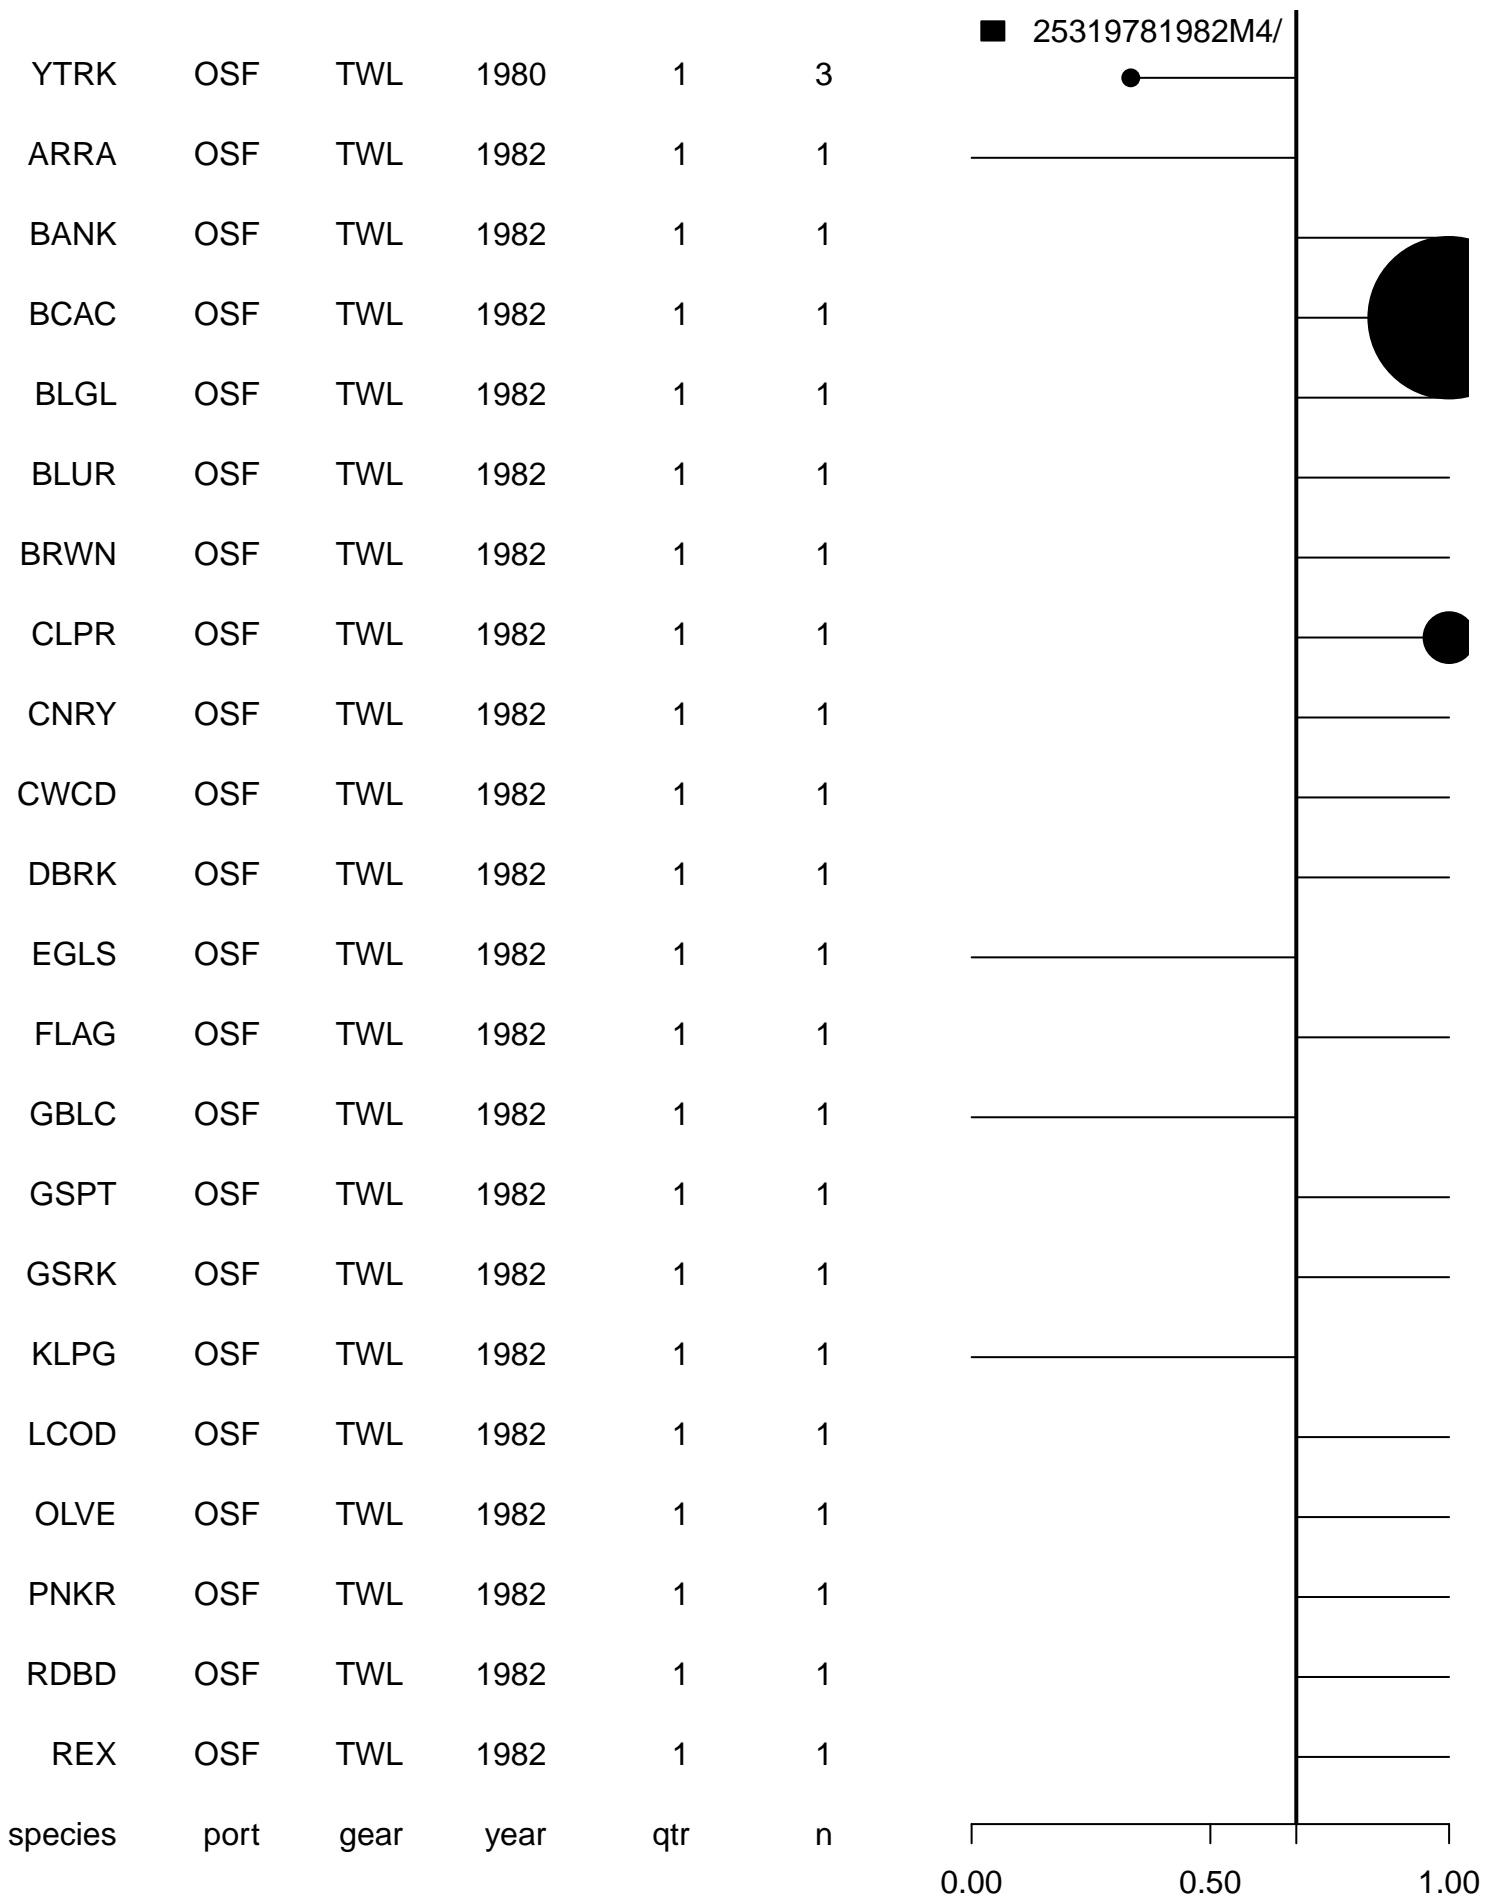 25319781982M4/
YTRK OSF TWL 1980 1 3
ARRA OSF TWL 1982 1 1
BANK OSF TWL 1982 1 1
BCAC OSF TWL 1982 1 1
BLGL OSF TWL 1982 1 1
BLUR OSF TWL 1982 1 1
BRWN OSF TWL 1982 1 1
CLPR OSF TWL 1982 1 1
CNRY OSF TWL 1982 1 1
CWCD OSF TWL 1982 1 1
DBRK OSF TWL 1982 1 1
EGLS OSF TWL 1982 1 1
FLAG OSF TWL 1982 1 1
GBLC OSF TWL 1982 1 1
GSPT OSF TWL 1982 1 1
GSRK OSF TWL 1982 1 1
KLPG OSF TWL 1982 1 1
LCOD OSF TWL 1982 1 1
OLVE OSF TWL 1982 1 1
PNKR OSF TWL 1982 1 1
RDBD OSF TWL 1982 1 1
REX OSF TWL 1982 1 1
species port gear year qtr n
0.00 0.50 1.00